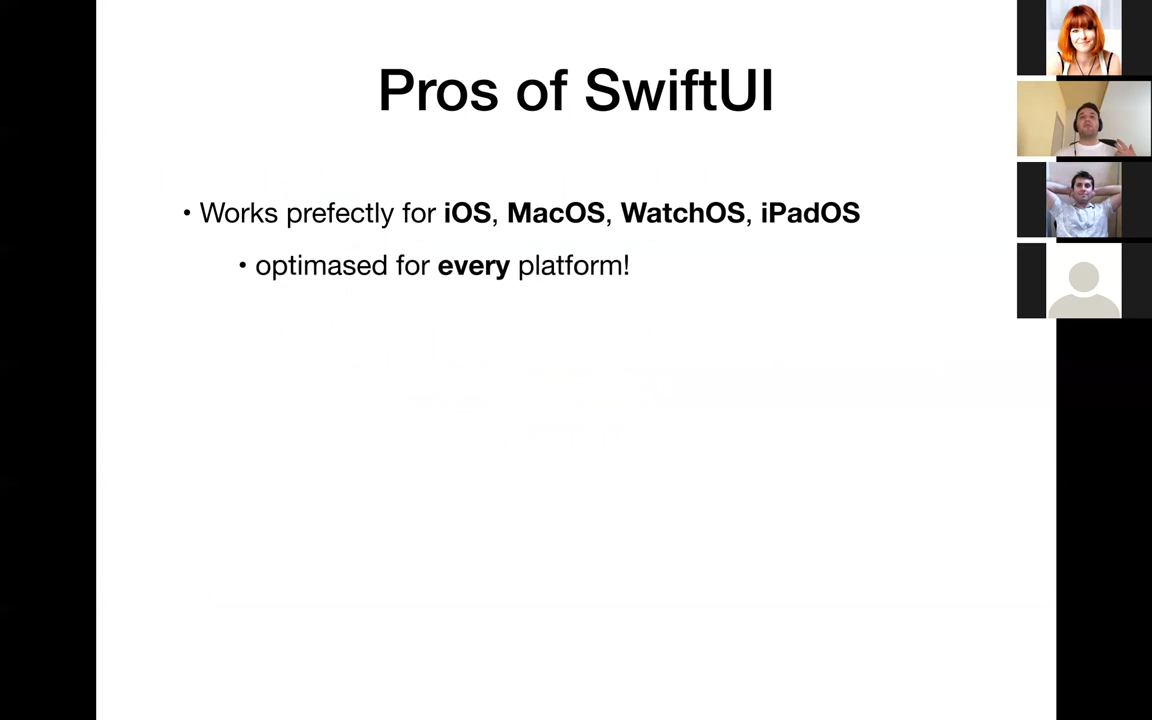 Pros of SwiftUI
• Works prefectly for iOS, MacOS, WatchOS, iPadOS
• optimased for every platform!